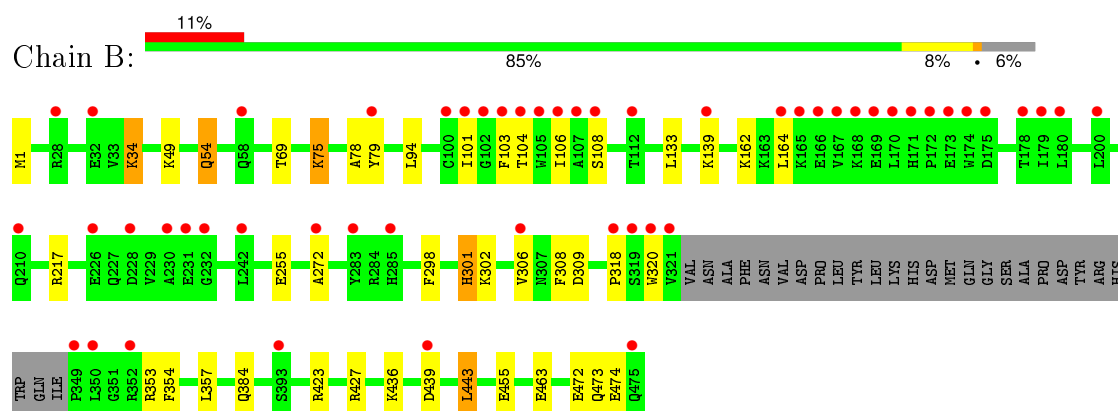 11%
Chain B:
85% 8% • 6%
M1 R28 E32 V33 K34 K49 Q54 Q58 T69 K75 A78 Y79 L94 C100 I101 G102 F103 T104 W105 I106 A107 S108 T112 L133 K139 K162 K163 L164 K165 E166 V167 K168 E169 L170 H171 P172 E173 W174 D175 T178 I179 L180 L200
Q210 R217 E226 Q227 D228 V229 A230 E231 G232 L242 E255 A272 Y283 R284 H285 F298 H301 K302 V306 N307 F308 D309 P318 S319 W320 V321 VAL ASN ALA PHE ASN VAL ASP PRO LEU TYR LEU LYS HIS ASP MET GLN GLY SER ALA PRO ASP TYR ARG HIS
TRP GLN ILE P349 L350 G351 R352 R353 F354 L357 Q384 S393 R423 R427 K436 D439 L443 E455 E463 E472 Q473 E474 Q475